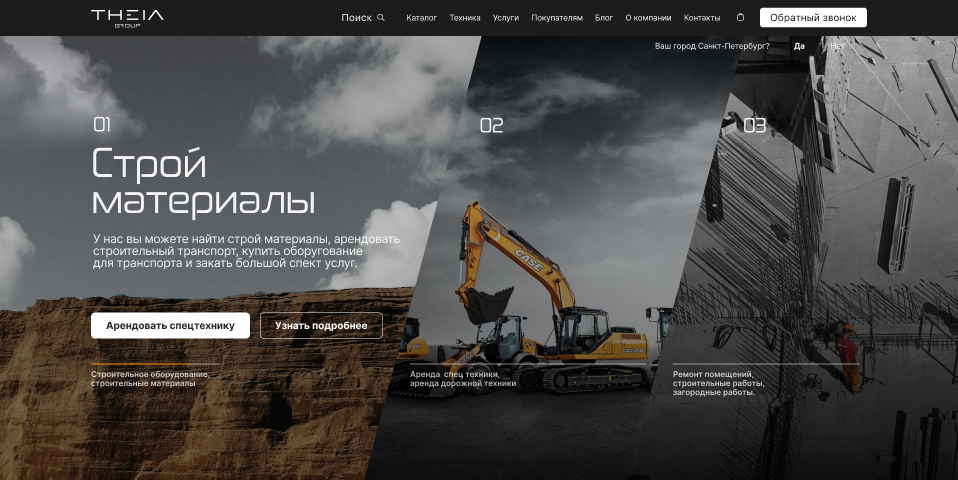 THEIA
GROUP
Поиск
Каталог Техника Услуги Покупателям Блог О компании Контакты
Обратный звонок
Ваш город Санкт-Петербург? Да Нет
01
Строй
материалы
У нас вы можете найти строй материалы, арендовать
строительный транспорт, купить оборугование
для транспорта и закать большой спект услуг.
Арендовать спецтехнику
Узнать подробнее
Строительное оборудование,
строительные материалы
02
CASE
Аренда спец техники,
аренда дорожной техники
03
Ремонт помещений,
строительные работы,
загородные работы.